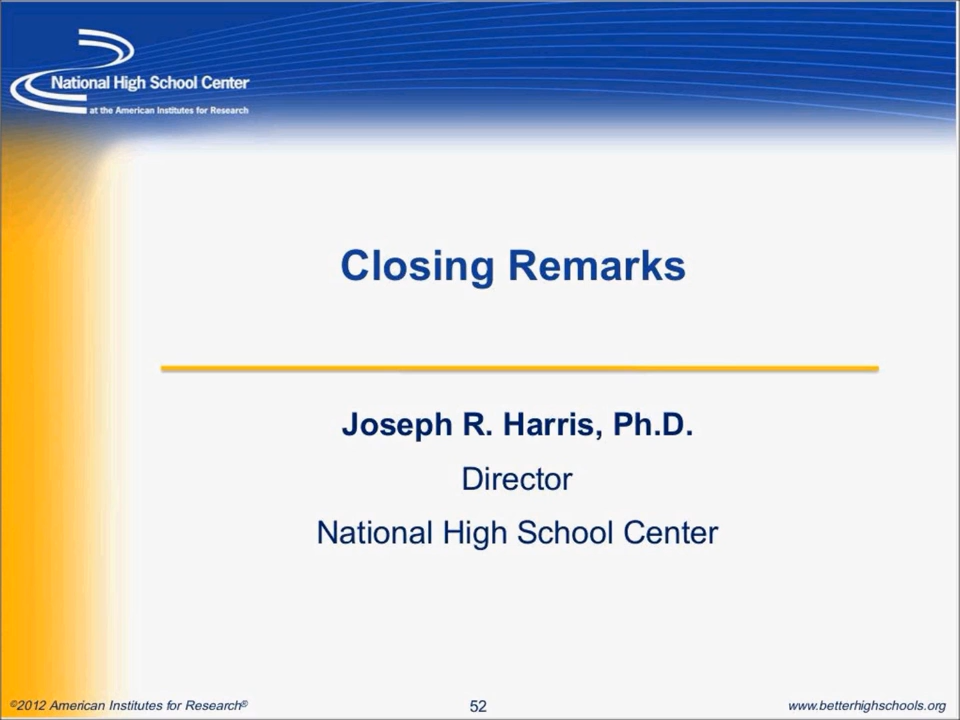 National High School Center
at the American Institutes for Research
Closing Remarks
Joseph R. Harris, Ph.D.
Director
National High School Center
©2012 American Institutes for Research®
52
www.betterhighschools.org